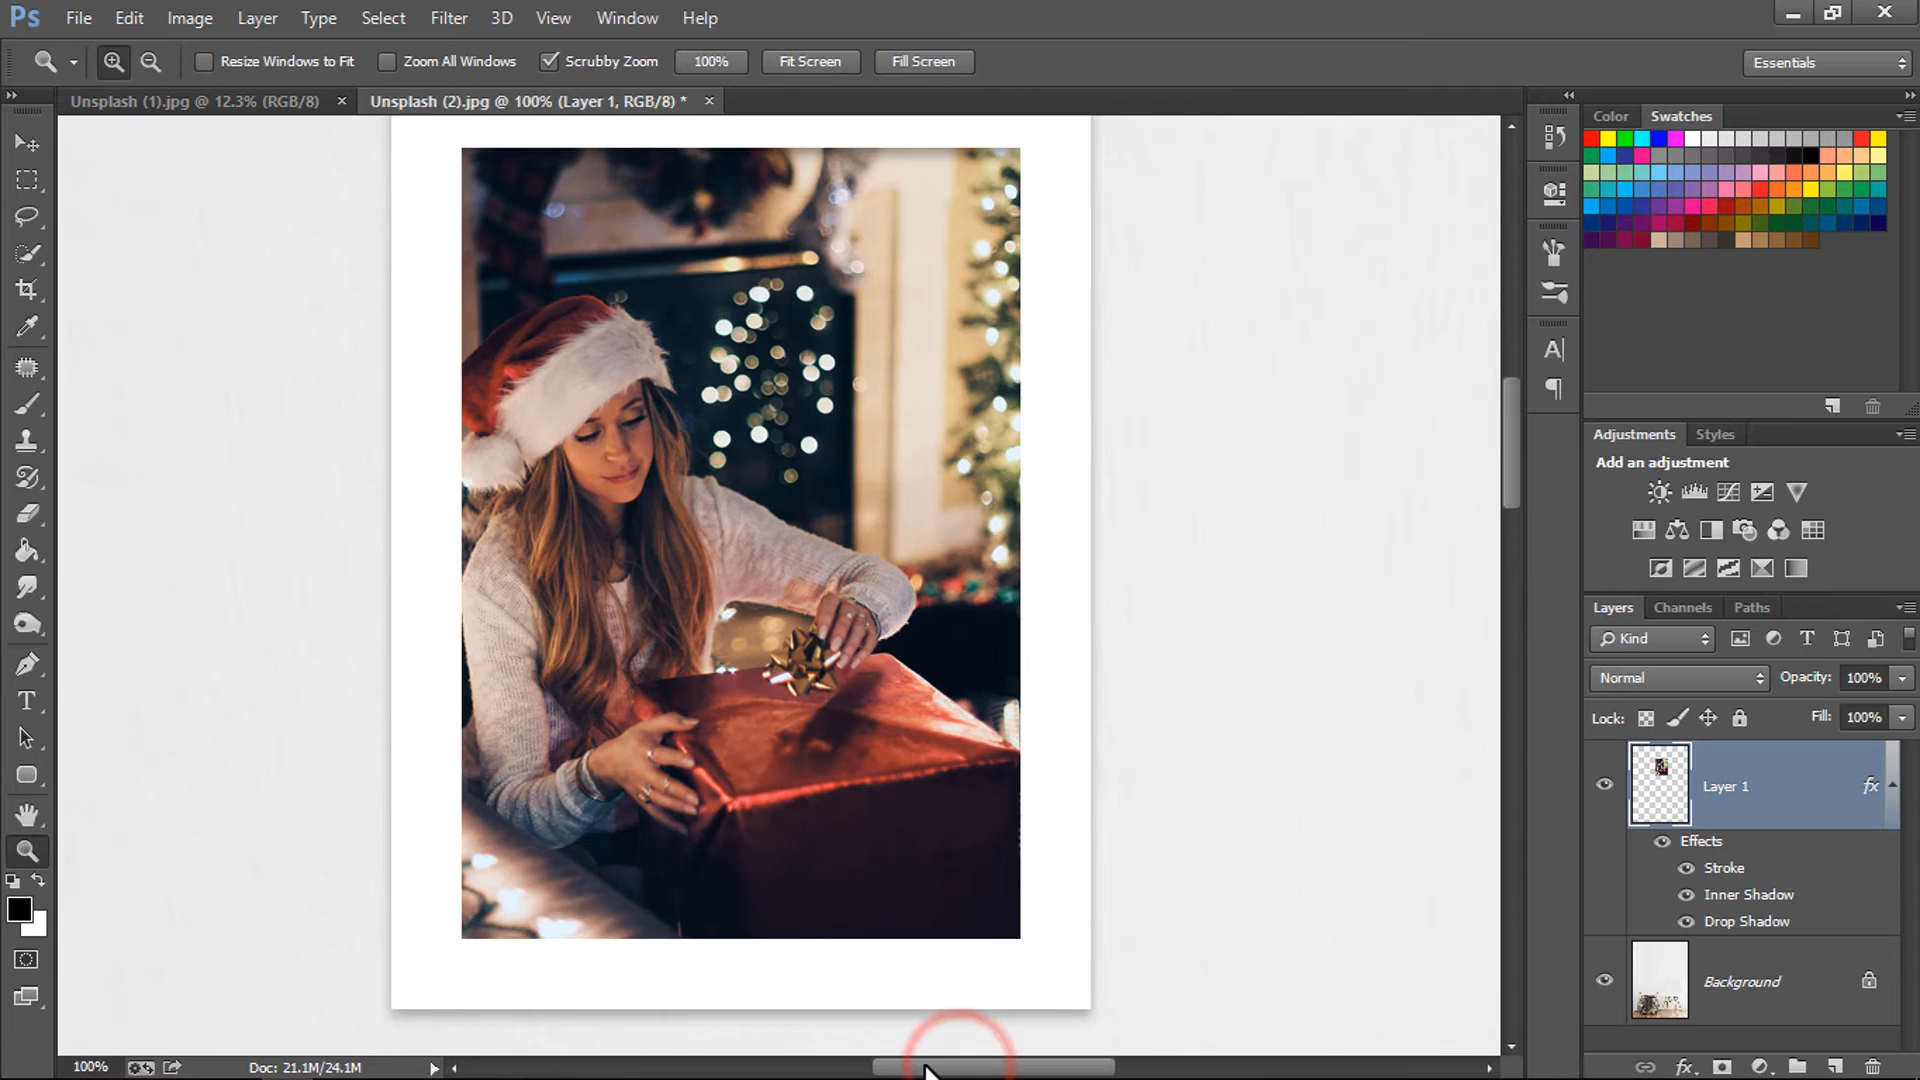 Ps File Edit Image Layer Type Select Filter 3D View Window Help
Resize Windows to Fit Zoom All Windows Scrubby Zoom 100% Fit Screen Fill Screen Essentials
Unsplash (1).jpg @ 12.3% (RGB/8) × Unsplash (2).jpg @ 100% (Layer 1, RGB/8) * ×
Color Swatches
Adjustments Styles
Add an adjustment
Layers Channels Paths
Kind
Normal Opacity: 100%
Lock: Fill: 100%
Layer 1 fx
Effects
Stroke
Inner Shadow
Drop Shadow
Background
100% Doc: 21.1M/24.1M
fx